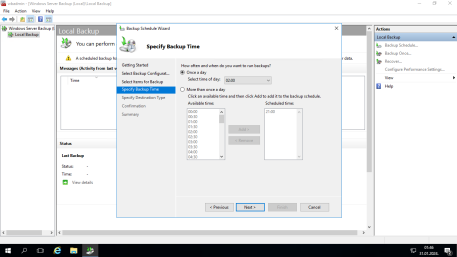 wbadmin - [Windows Server Backup (Local)\Local Backup]
File Action View Help
Windows Server Backup (L
Local Backup
Local Backup
You can perform
A scheduled backup h
data.
Messages (Activity from last w
Time
Status
Last Backup
Status: -
Time: -
View details
Backup Schedule Wizard
Specify Backup Time
Getting Started
Select Backup Configurat...
Select Items for Backup
Specify Backup Time
Specify Destination Type
Confirmation
Summary
How often and when do you want to run backups?
Once a day
Select time of day: 02:00
More than once a day
Click an available time and then click Add to add it to the backup schedule.
Available time:
Scheduled time:
00:00
00:30
01:00
01:30
02:00
02:30
03:00
03:30
04:00
04:30
21:00
Add >
< Remove
< Previous
Next >
Finish
Cancel
Actions
Local Backup
Backup Schedule...
Backup Once...
Recover...
Configure Performance Settings...
View
Help